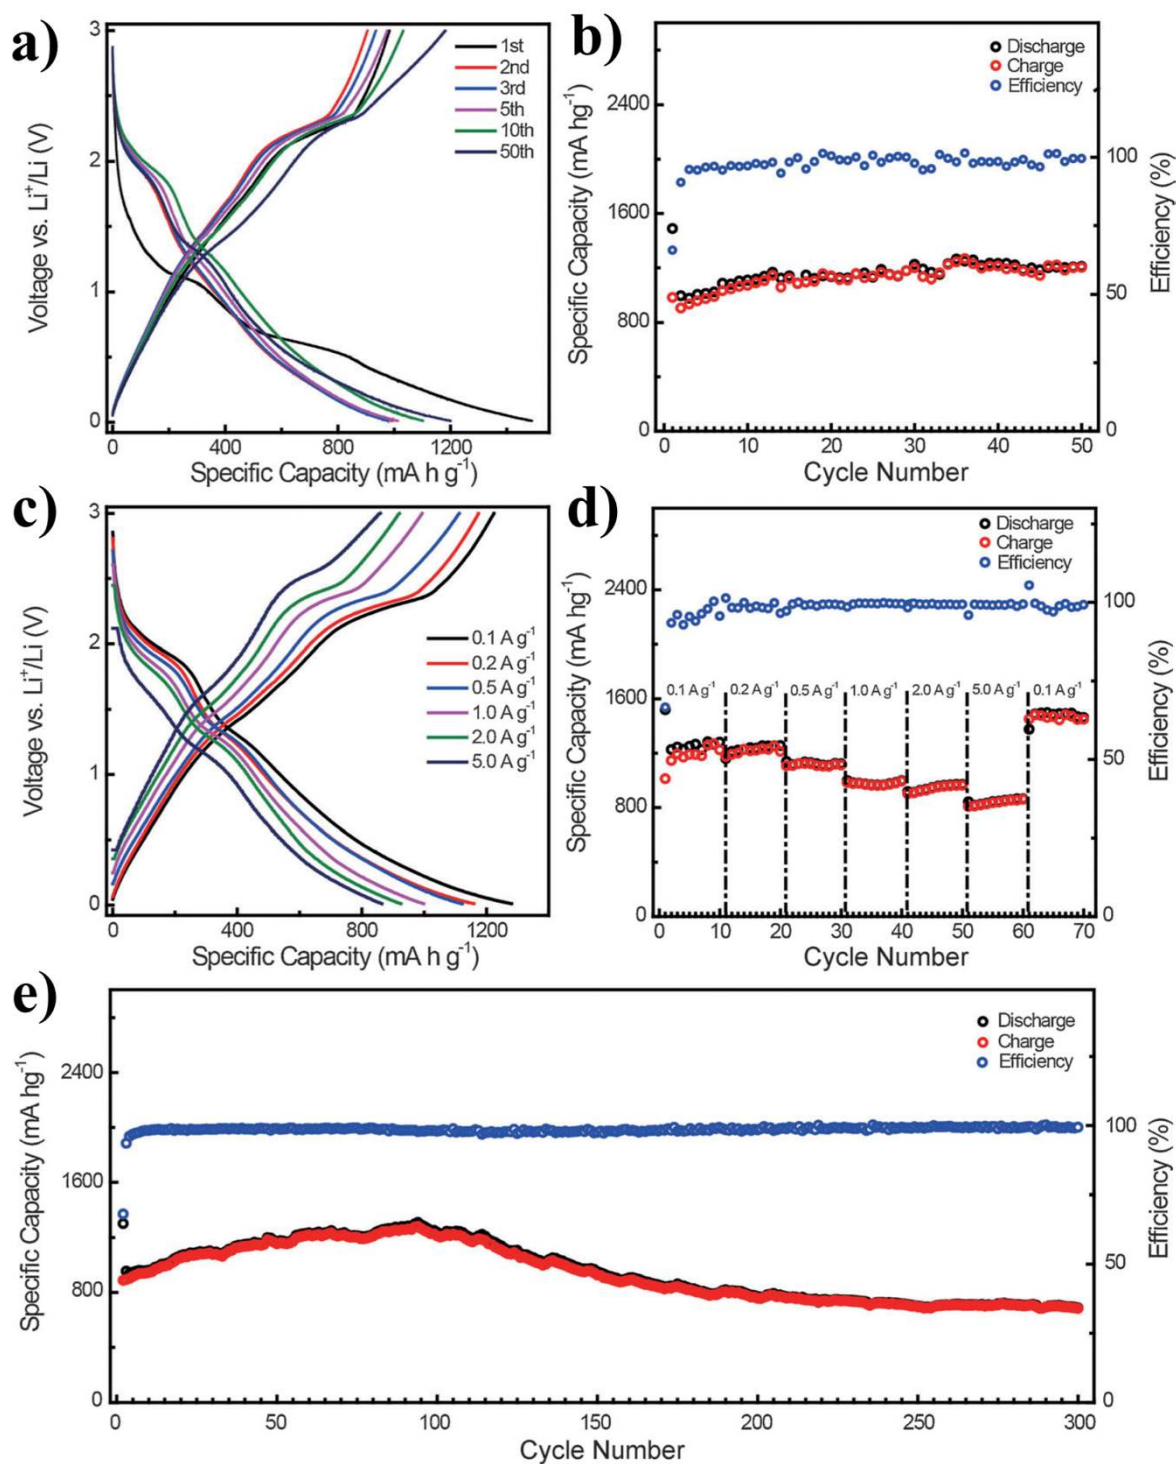 a)
3
2
1
0
Voltage vs. Li⁺/Li (V)
1st
2nd
3rd
5th
10th
50th
0 400 800 1200
Specific Capacity (mA h g⁻¹)
b)
2400
1600
800
0
Specific Capacity (mA hg⁻¹)
Discharge
Charge
Efficiency
100
50
0
Efficiency (%)
0 10 20 30 40 50
Cycle Number
c)
3
2
1
0
Voltage vs. Li⁺/Li (V)
0.1 A g⁻¹
0.2 A g⁻¹
0.5 A g⁻¹
1.0 A g⁻¹
2.0 A g⁻¹
5.0 A g⁻¹
0 400 800 1200
Specific Capacity (mA h g⁻¹)
d)
2400
1600
800
0
Specific Capacity (mA hg⁻¹)
Discharge
Charge
Efficiency
0.1 A g⁻¹ 0.2 A g⁻¹ 0.5 A g⁻¹ 1.0 A g⁻¹ 2.0 A g⁻¹ 5.0 A g⁻¹ 0.1 A g⁻¹
100
50
0
Efficiency (%)
0 10 20 30 40 50 60 70
Cycle Number
e)
2400
1600
800
0
Specific Capacity (mA hg⁻¹)
Discharge
Charge
Efficiency
100
50
0
Efficiency (%)
0 50 100 150 200 250 300
Cycle Number